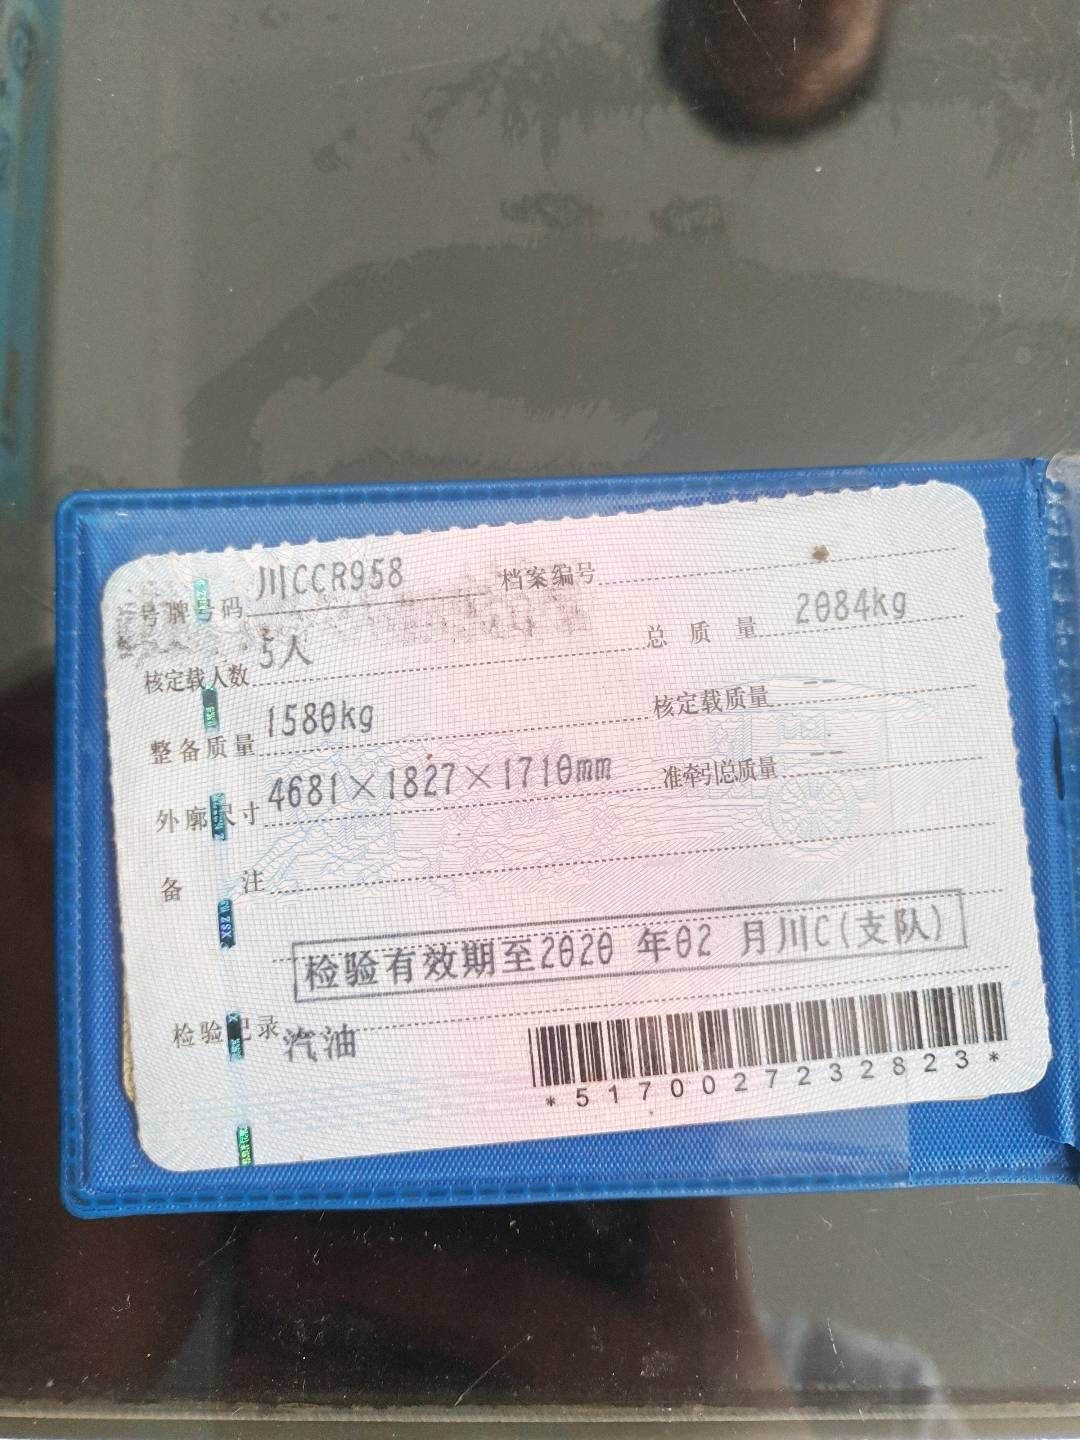 号牌号码 川CCR958 档案编号
核定载人数 5人 总质量 2084kg
整备质量 1580kg 核定载质量 --
外廓尺寸 4681×1827×1710mm 准牵引总质量 --
备注
检验有效期至2020年02月川C(支队)
检验记录 汽油
*5170027232823*